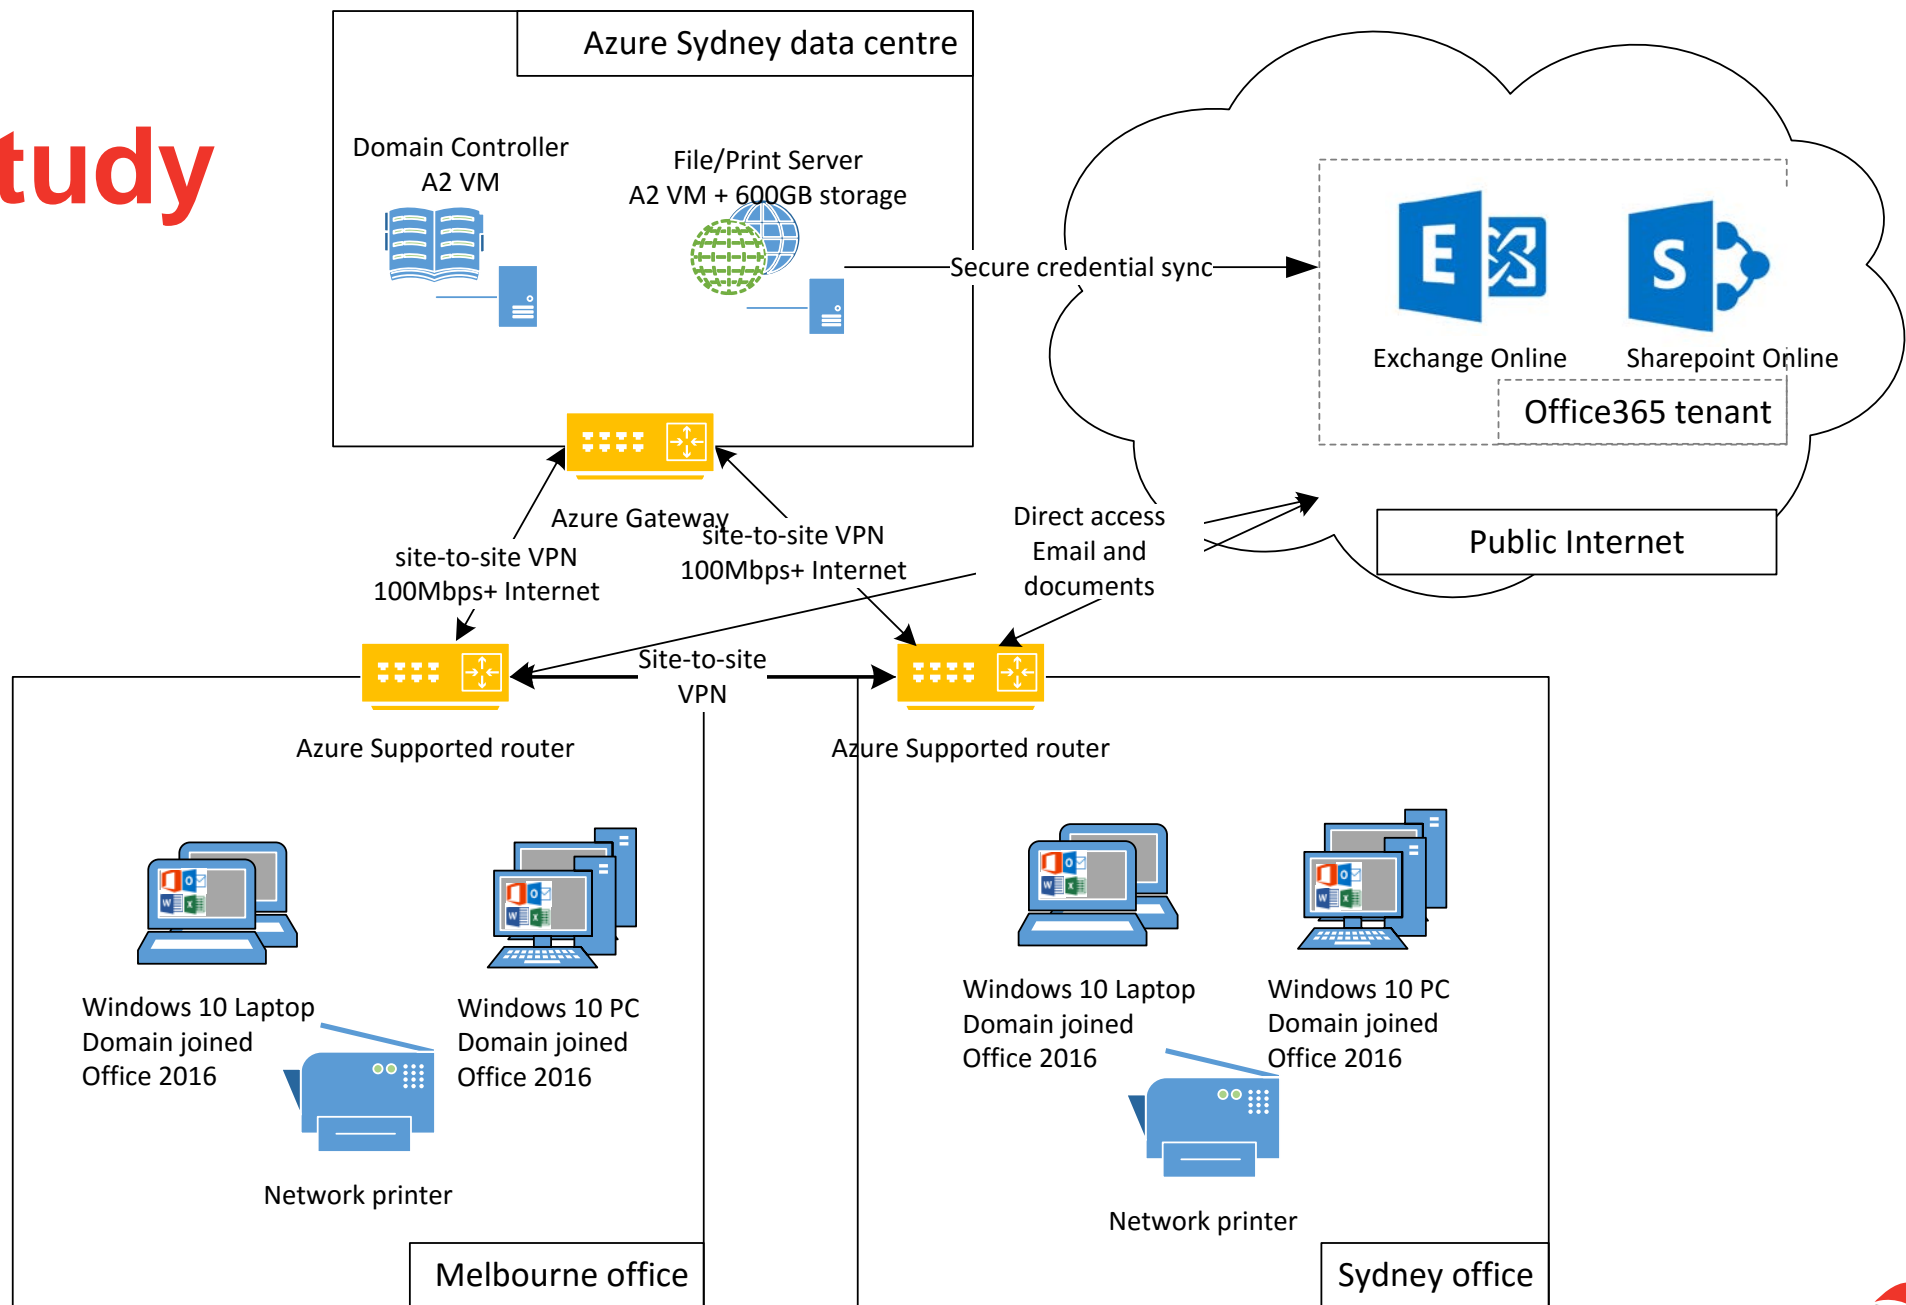 tudy
Azure Sydney data centre
Domain Controller
A2 VM
File/Print Server
A2 VM + 600GB storage
Secure credential sync
E
S
Exchange Online
Sharepoint Online
Office365 tenant
Public Internet
Azure Gateway
site-to-site VPN
100Mbps+ Internet
site-to-site VPN
100Mbps+ Internet
Direct access
Email and
documents
Site-to-site
VPN
Azure Supported router
Azure Supported router
Windows 10 Laptop
Domain joined
Office 2016
Windows 10 PC
Domain joined
Office 2016
Network printer
Melbourne office
Windows 10 Laptop
Domain joined
Office 2016
Windows 10 PC
Domain joined
Office 2016
Network printer
Sydney office